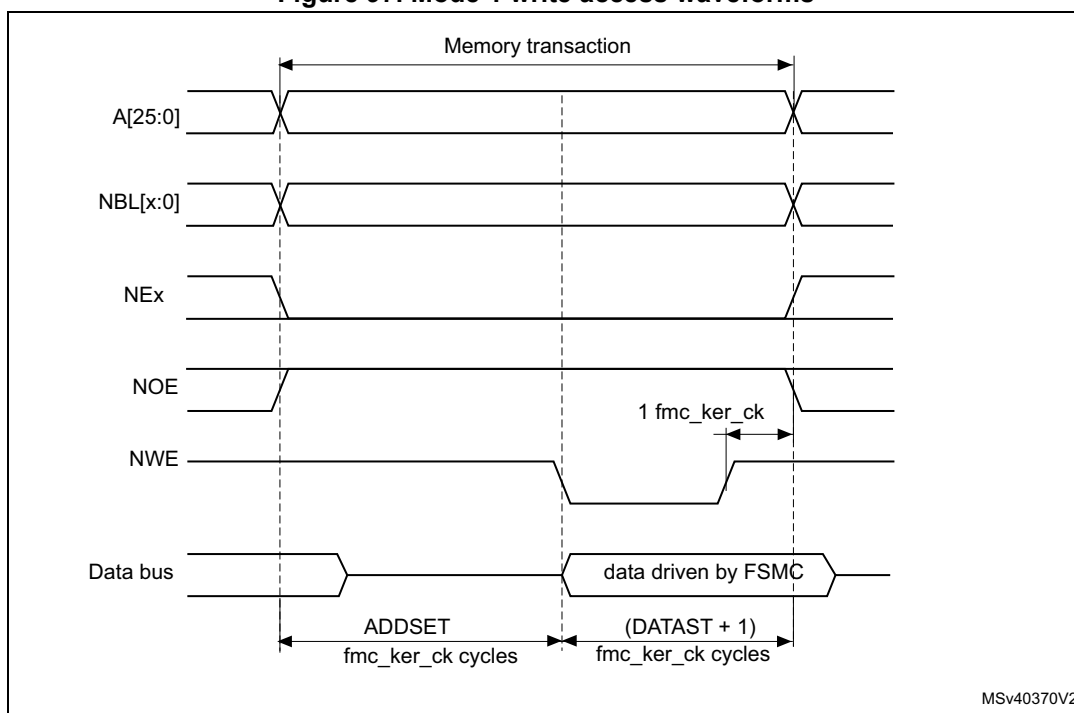 Memory transaction
A[25:0]
NBL[x:0]
NEx
NOE
1 fmc_ker_ck
NWE
Data bus
data driven by FSMC
ADDSET
fmc_ker_ck cycles
(DATAST + 1)
fmc_ker_ck cycles
MSv40370V2